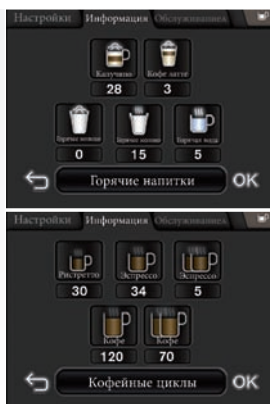 Настройки Информация Обслуживание
Капучино Кофе латте
28 3
Горячее молоко Горячая вода
0 15 5
Горячие напитки OK
Настройки Информация Обслуживание
Ристретто Эспрессо Эспрессо
30 34 5
Кофе Кофе
120 70
Кофейные циклы OK